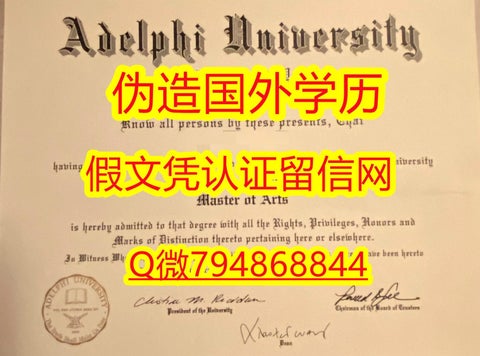 Adelphi University
伪造国外学历
Know all persons by these presents, That
假文凭认证留信网
having
University
Master of Arts
is hereby admitted to that degree with all the Rights, Privileges, Honors and
Marks of Distinction thereto pertaining here or elsewhere.
In Witness
have been hereto
Q微794868844
ADELPHI UNIVERSITY
President of the University
Chairman of the Board of Trustees
Dean